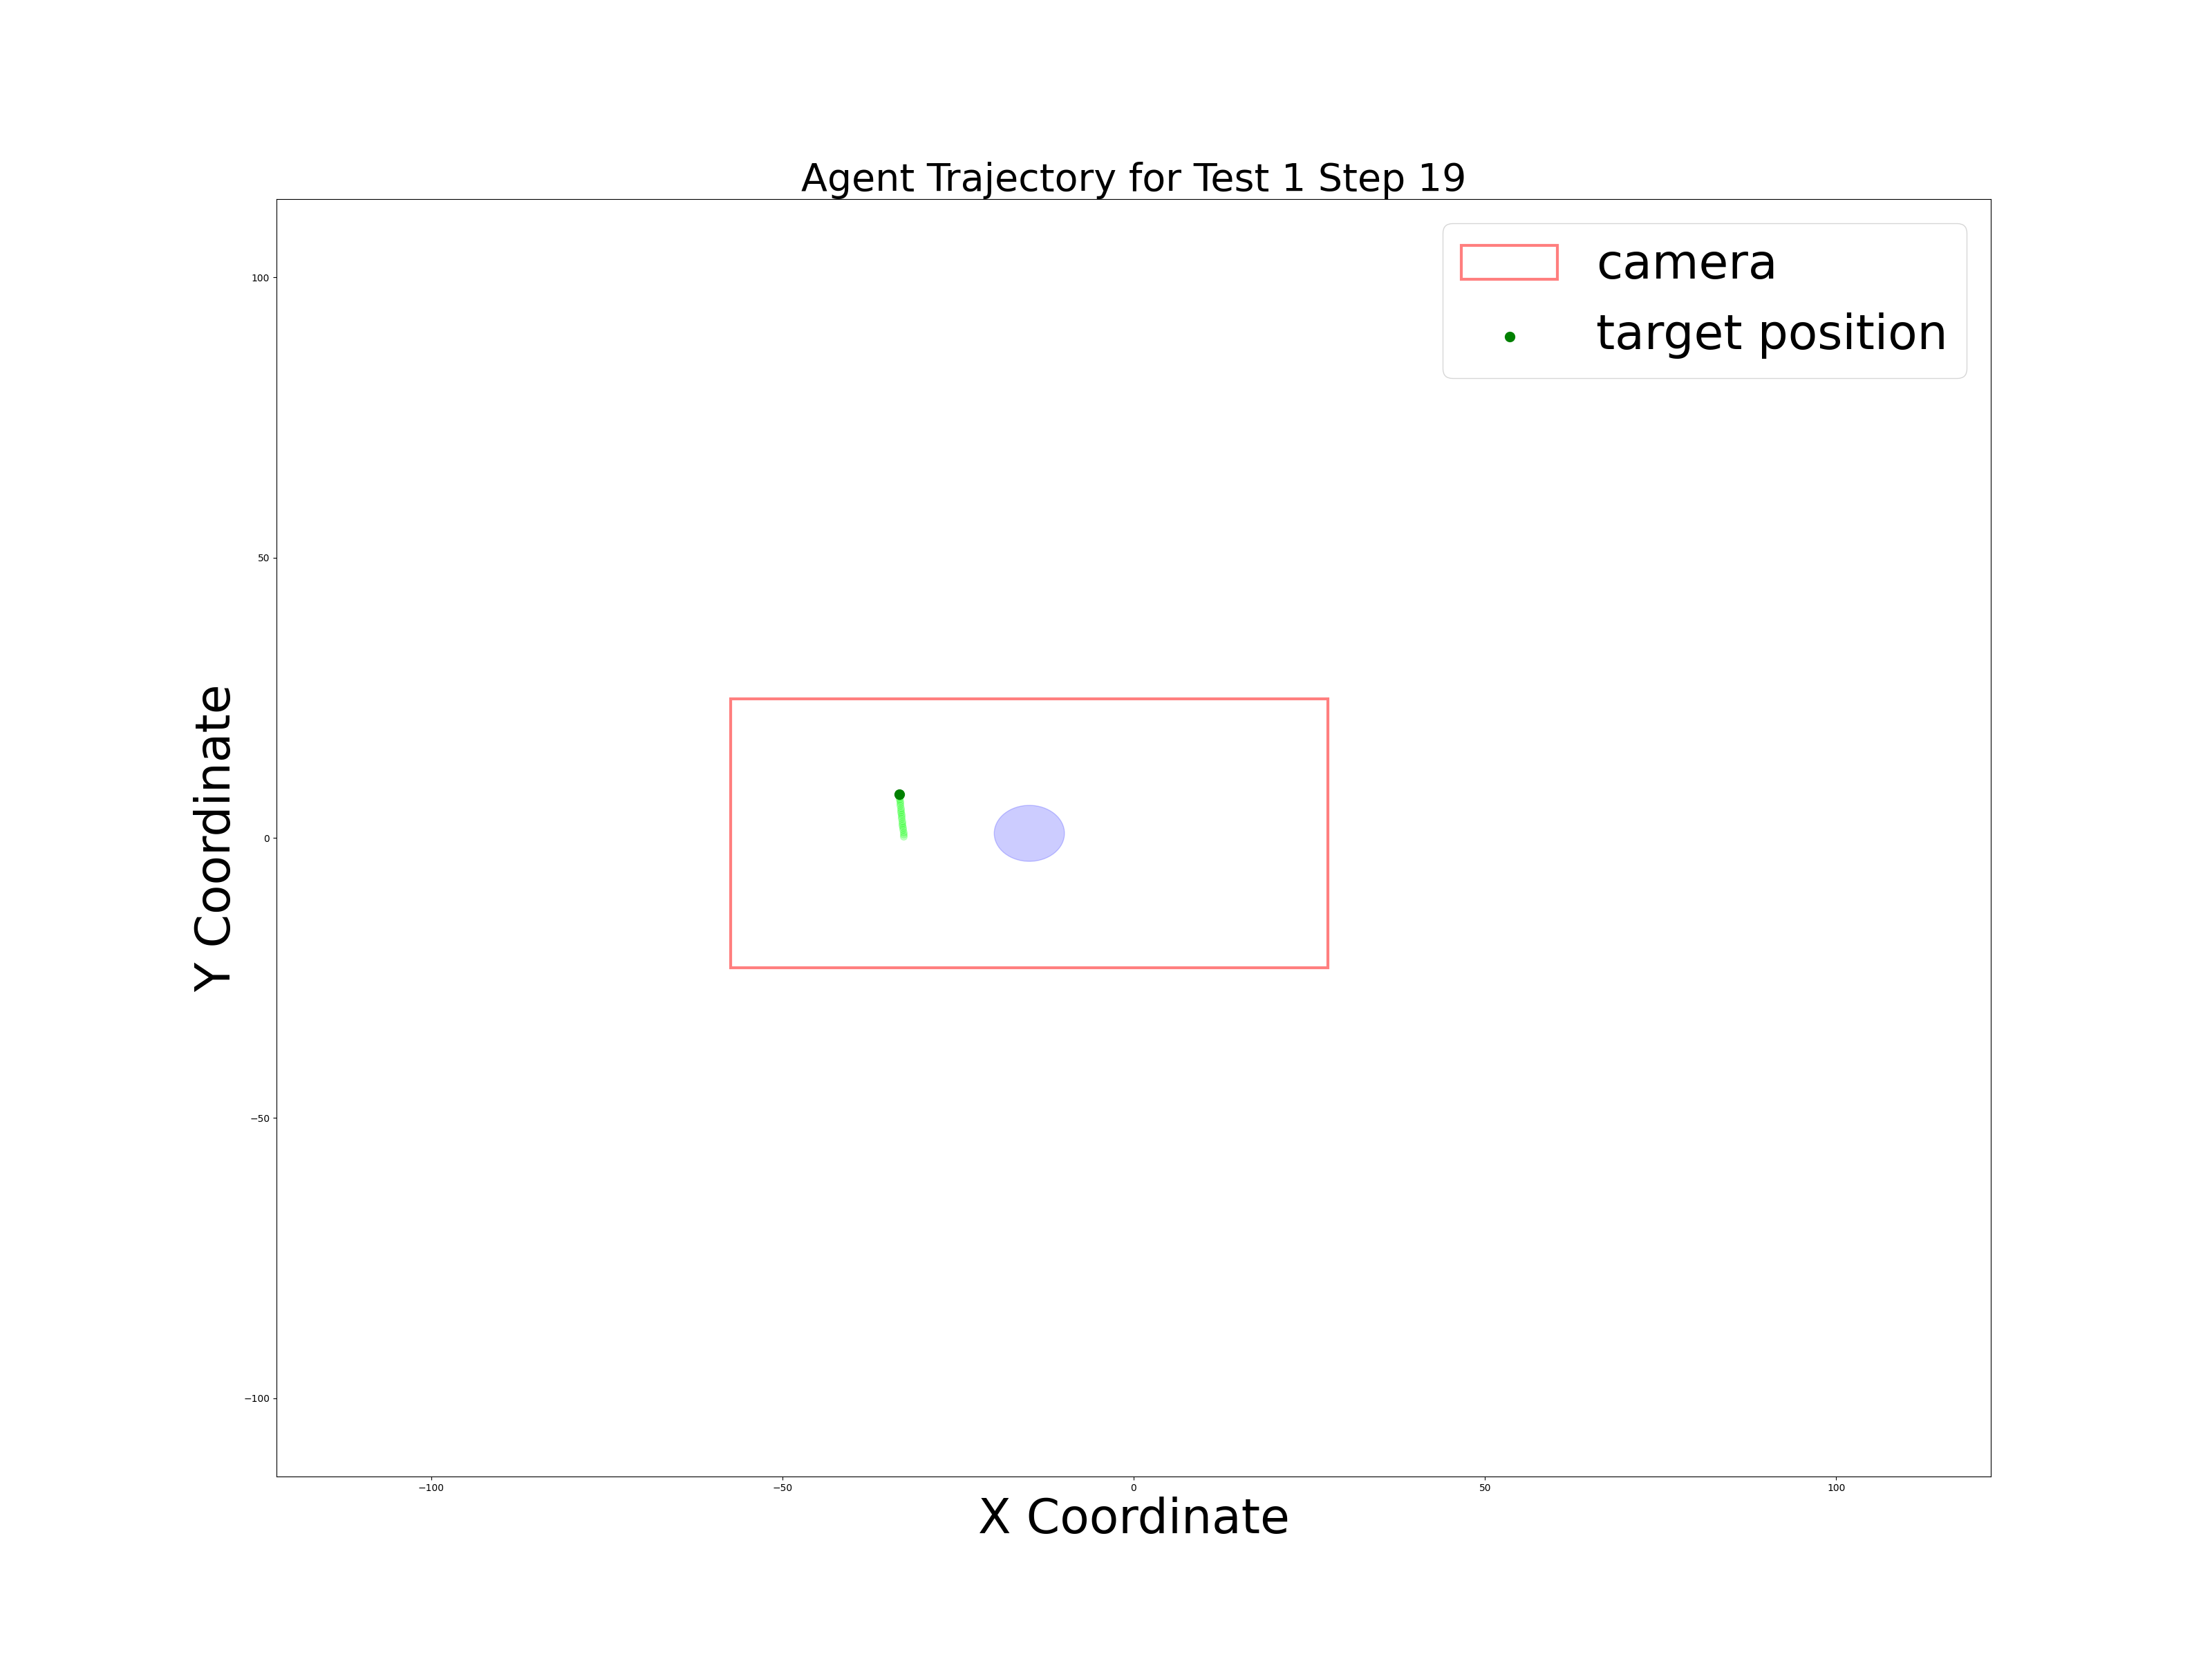 Agent Trajectory for Test 1 Step 19
camera
target position
Y Coordinate
100
50
0
−50
−100
−100
−50
0
50
100
X Coordinate